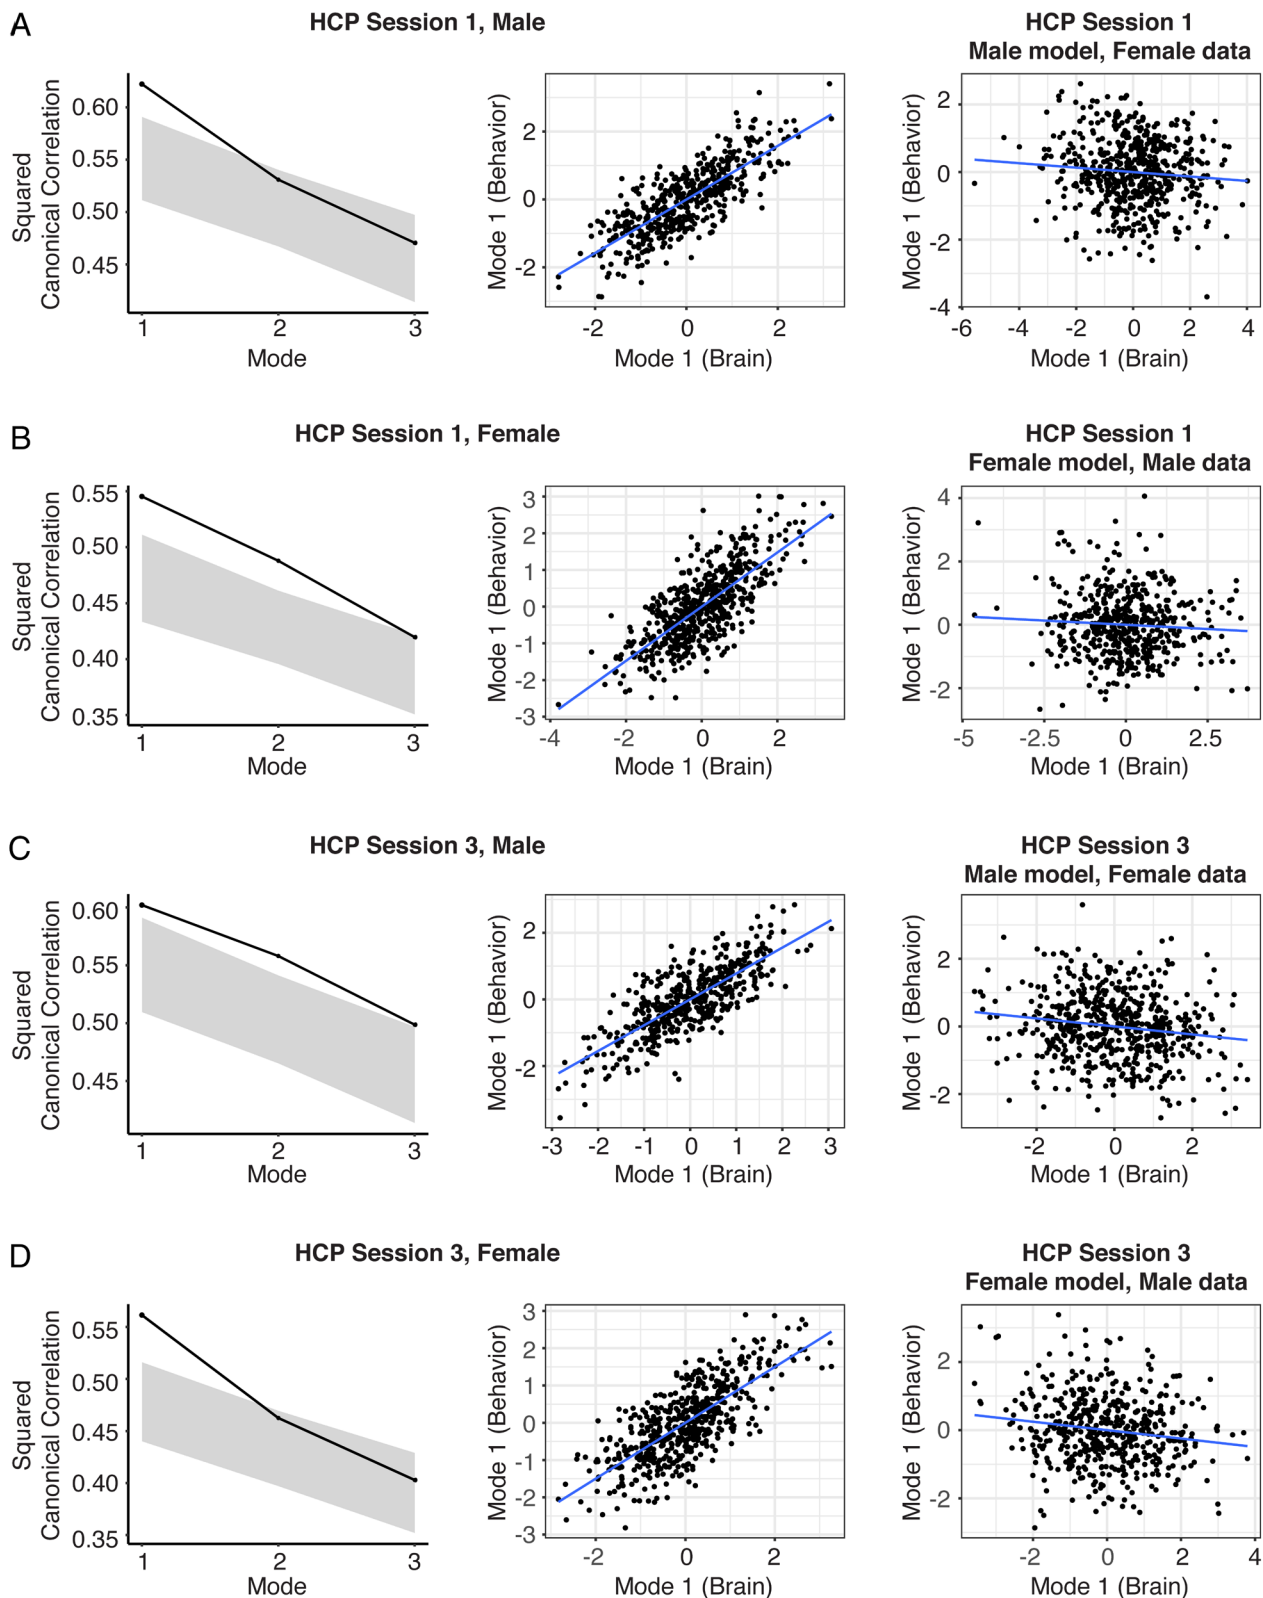 A
HCP Session 1, Male
HCP Session 1
Male model, Female data
Squared
Canonical Correlation
0.60
0.55
0.50
0.45
1
2
3
Mode
Mode 1 (Behavior)
2
0
-2
-2
0
2
Mode 1 (Brain)
Mode 1 (Behavior)
2
0
-2
-4
-6
-4
-2
0
2
4
Mode 1 (Brain)
B
HCP Session 1, Female
HCP Session 1
Female model, Male data
Squared
Canonical Correlation
0.55
0.50
0.45
0.40
0.35
1
2
3
Mode
Mode 1 (Behavior)
3
2
1
0
-1
-2
-3
-4
-2
0
2
Mode 1 (Brain)
Mode 1 (Behavior)
4
2
0
-2
-5
-2.5
0
2.5
Mode 1 (Brain)
C
HCP Session 3, Male
HCP Session 3
Male model, Female data
Squared
Canonical Correlation
0.60
0.55
0.50
0.45
1
2
3
Mode
Mode 1 (Behavior)
2
0
-2
-3
-2
-1
0
1
2
3
Mode 1 (Brain)
Mode 1 (Behavior)
2
0
-2
-2
0
2
Mode 1 (Brain)
D
HCP Session 3, Female
HCP Session 3
Female model, Male data
Squared
Canonical Correlation
0.55
0.50
0.45
0.40
0.35
1
2
3
Mode
Mode 1 (Behavior)
3
2
1
0
-1
-2
-3
-2
0
2
Mode 1 (Brain)
Mode 1 (Behavior)
2
0
-2
-2
0
2
4
Mode 1 (Brain)